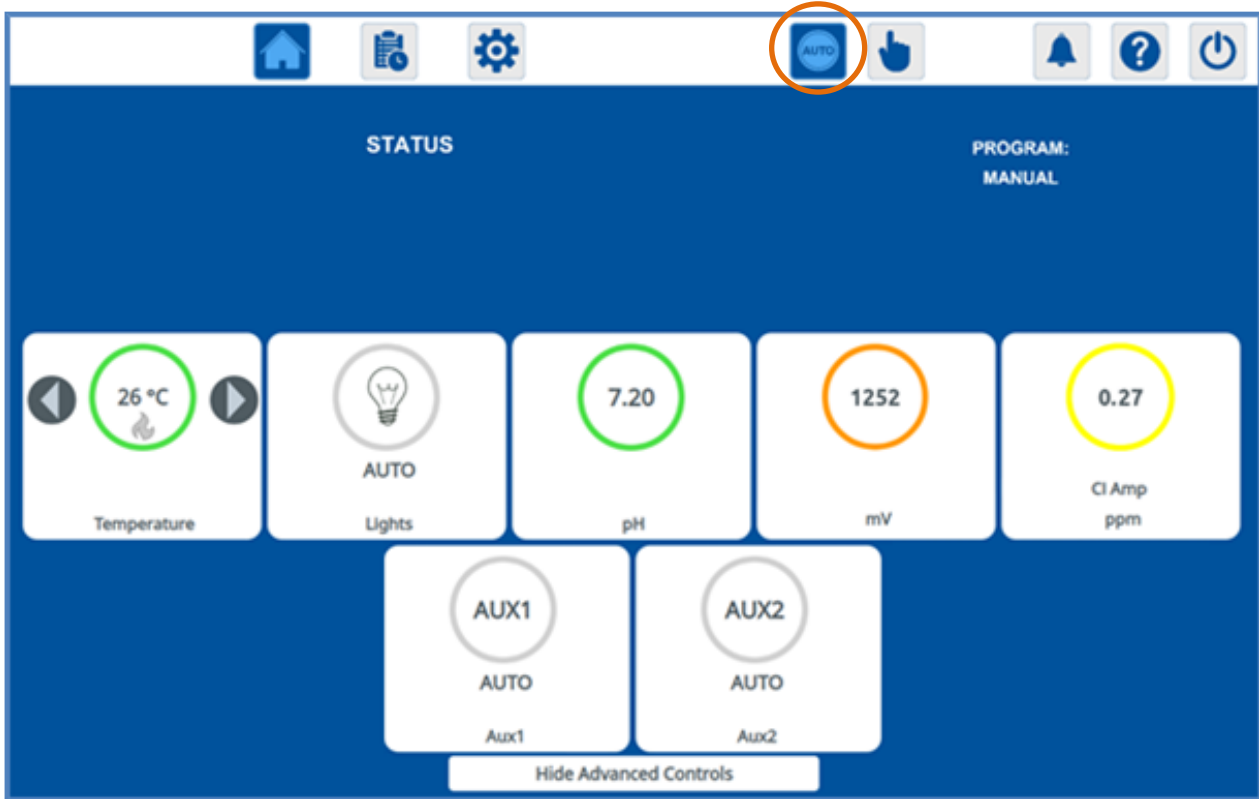 AUTO
?
STATUS
PROGRAM:
MANUAL
26 °C
Temperature
AUTO
Lights
7.20
pH
1252
mV
0.27
Cl Amp
ppm
AUX1
AUTO
Aux1
AUX2
AUTO
Aux2
Hide Advanced Controls